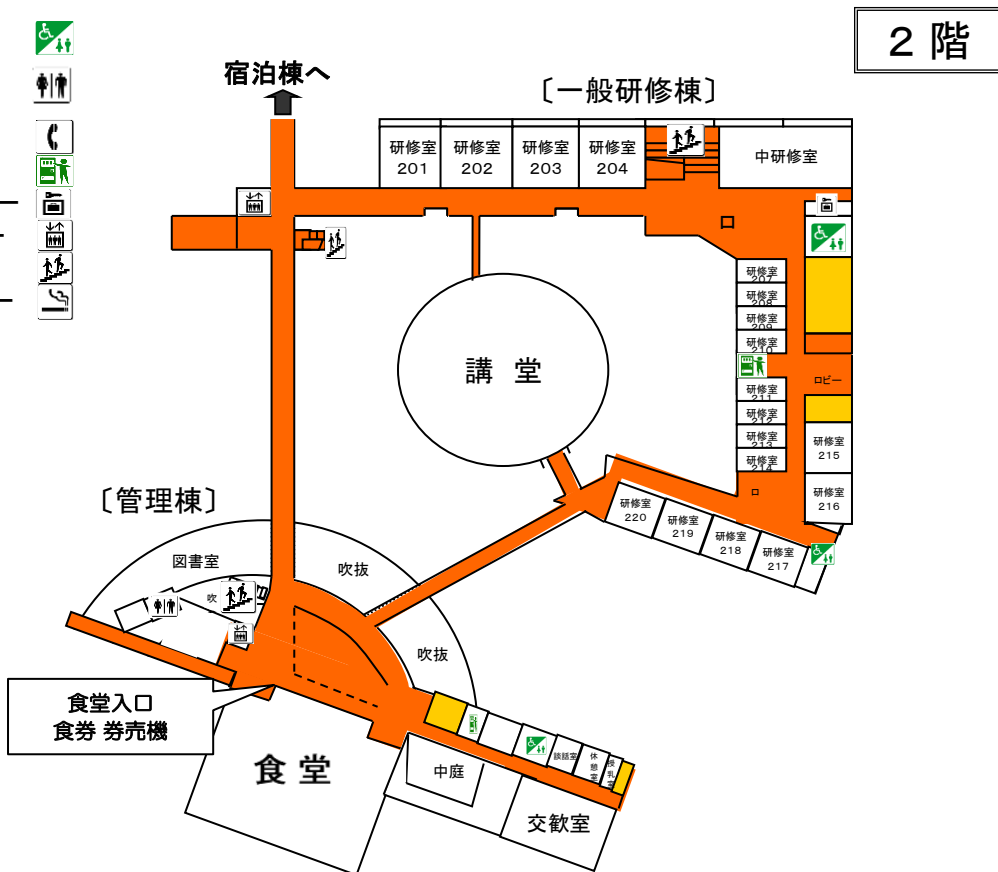 ２階
宿泊棟へ
〔一般研修棟〕
研修室
201
研修室
202
研修室
203
研修室
204
中研修室
研修室
207
研修室
208
研修室
209
研修室
210
ロビー
研修室
211
研修室
212
研修室
213
研修室
214
研修室
215
研修室
216
ロ
ロ
講 堂
研修室
220
研修室
219
研修室
218
研修室
217
〔管理棟〕
図書室
吹抜
吹
吹抜
食堂入口
食券 券売機
食 堂
中庭
談話室
休憩室
授乳室
交歓室